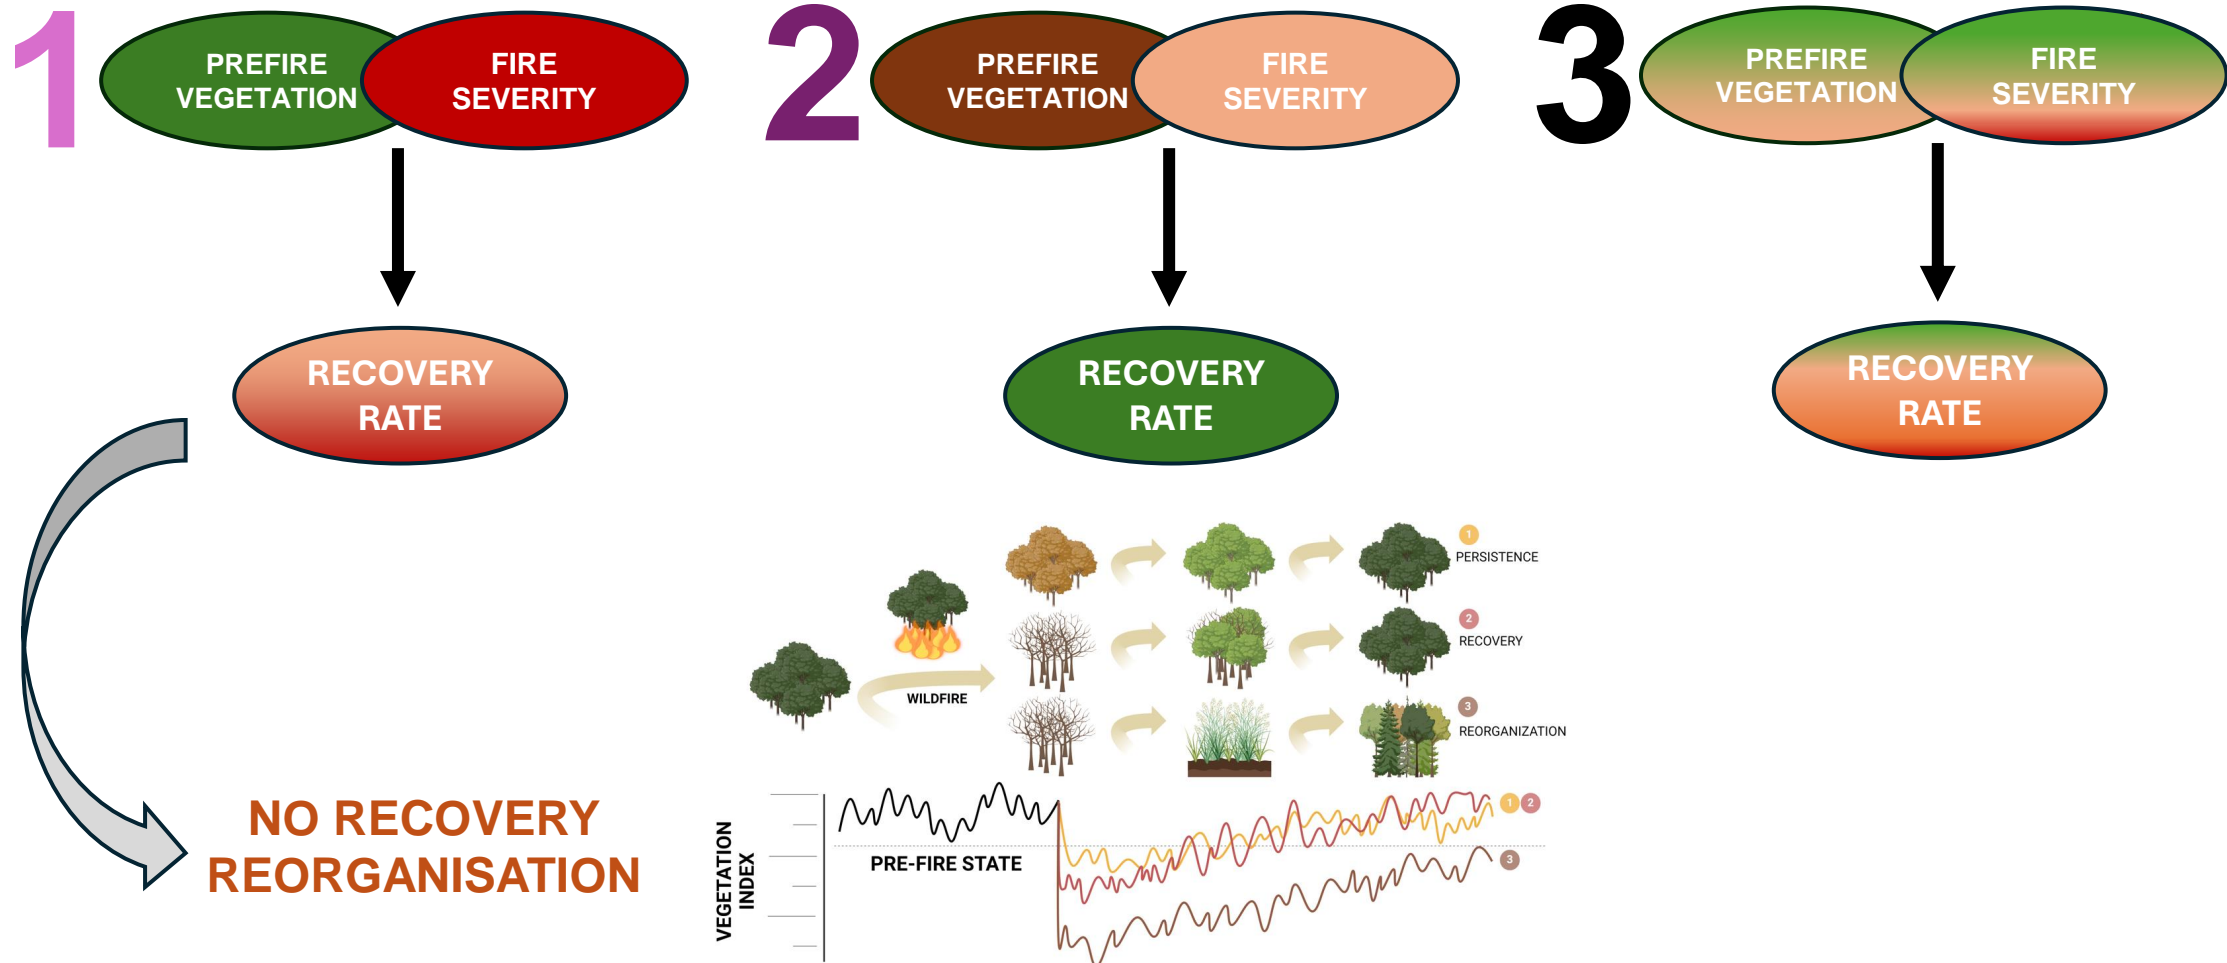 1
PREFIRE
VEGETATION
FIRE
SEVERITY
RECOVERY
RATE
NO RECOVERY
REORGANISATION
2
PREFIRE
VEGETATION
FIRE
SEVERITY
RECOVERY
RATE
3
PREFIRE
VEGETATION
FIRE
SEVERITY
RECOVERY
RATE
WILDFIRE
1
PERSISTENCE
2
RECOVERY
3
REORGANIZATION
VEGETATION
INDEX
PRE-FIRE STATE
1 2
3